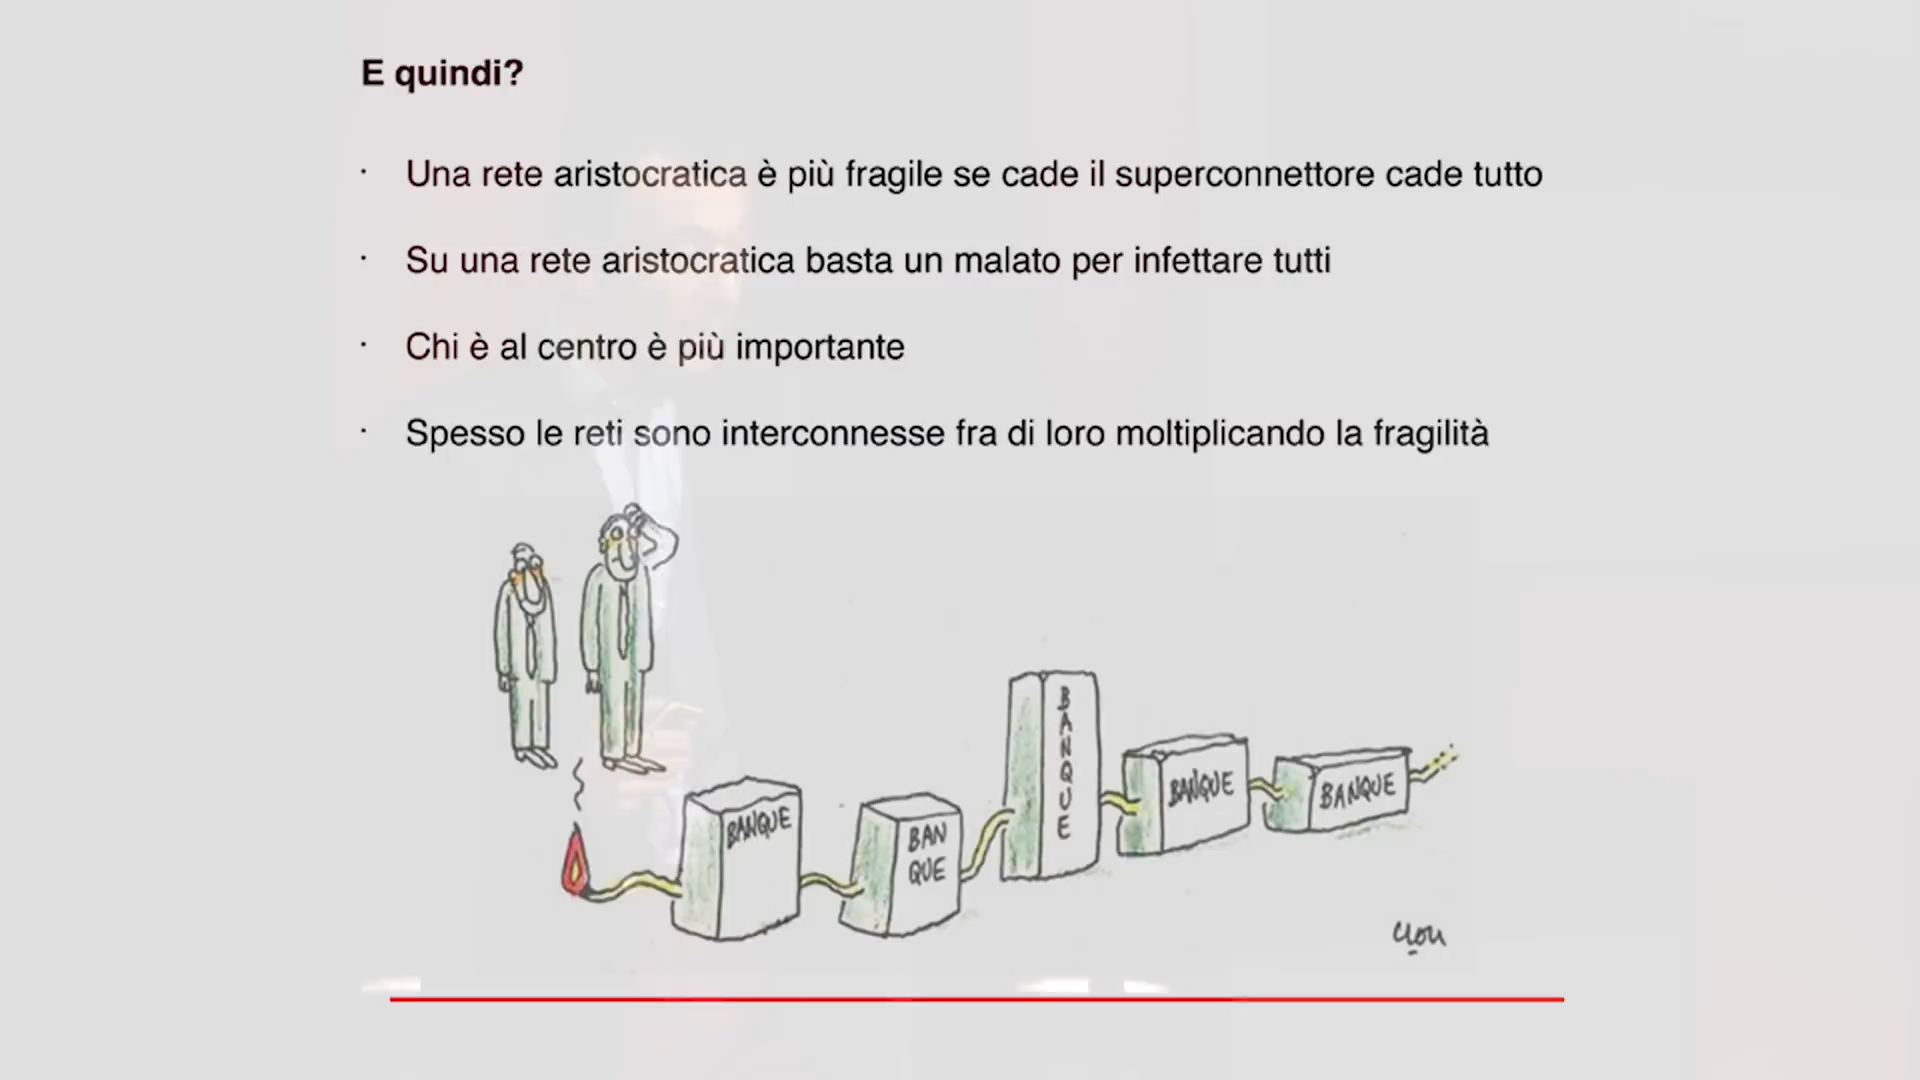 E quindi?
· Una rete aristocratica è più fragile se cade il superconnettore cade tutto
· Su una rete aristocratica basta un malato per infettare tutti
· Chi è al centro è più importante
· Spesso le reti sono interconnesse fra di loro moltiplicando la fragilità
BANQUE
BAN
QUE
BANQUE
BANQUE
BANQUE